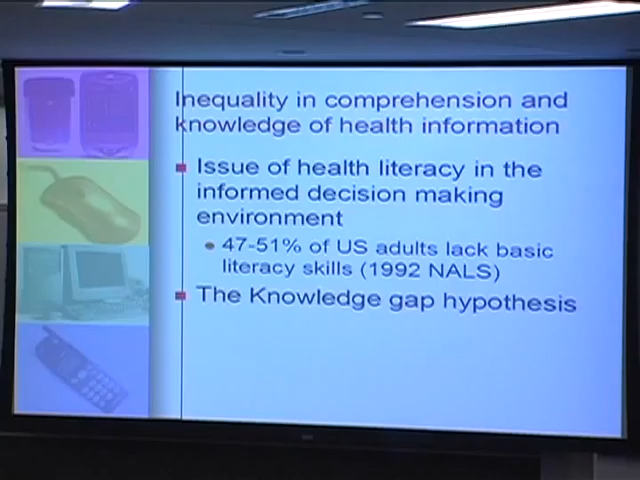 Inequality in comprehension and
knowledge of health information
Issue of health literacy in the
informed decision making
environment
47-51% of US adults lack basic
literacy skills (1992 NALS)
The Knowledge gap hypothesis